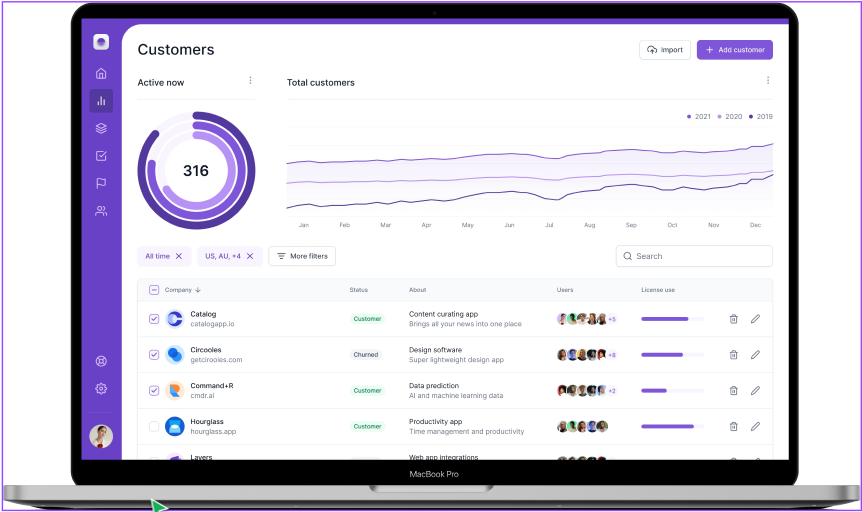 Customers
Import
Add customer
Active now
Total customers
2021 2020 2019
316
Jan Feb Mar Apr May Jun Jul Aug Sep Oct Nov Dec
All time
US, AU, +4
More filters
Search
Company Status About Users License use
Catalog
catalogapp.io
Customer
Content curating app
Brings all your news into one place
+5
Circooles
getcirooles.com
Churned
Design software
Super lightweight design app
+8
Command+R
cmdr.ai
Customer
Data prediction
AI and machine learning data
+2
Hourglass
hourglass.app
Customer
Productivity app
Time management and productivity
Layers
Web app integrations
MacBook Pro